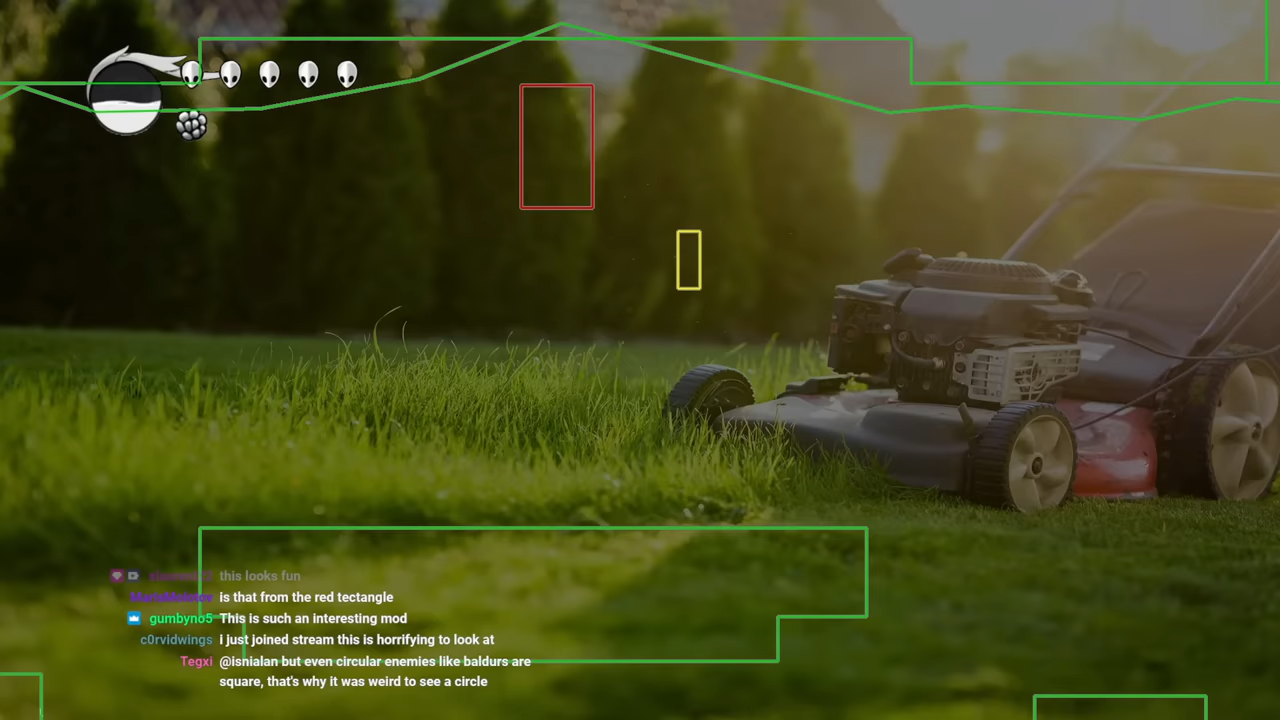 this looks fun
is that from the red tectangle
gumbyno5 This is such an interesting mod
c0rvidwings i just joined stream this is horrifying to look at
Tegxi @isnialan but even circular enemies like baldurs are
square, that's why it was weird to see a circle